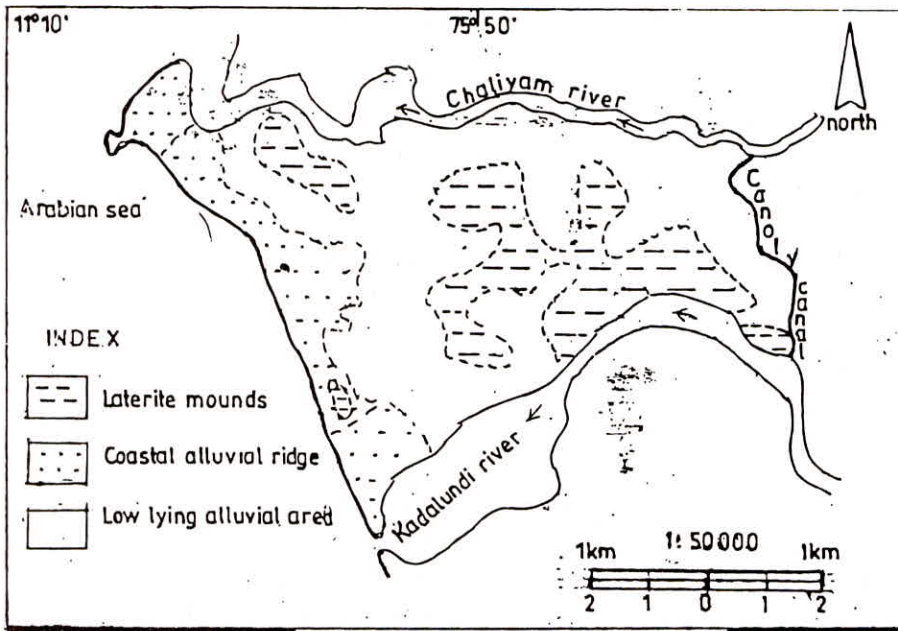 11°10'
75°50'
Chaliyam river
north
Canoly
canal
Arabian sea
INDEX
Laterite mounds
Coastal alluvial ridge
Low lying alluvial area
Kadalundi river
1:50000
1km 1km
2 1 0 1 2